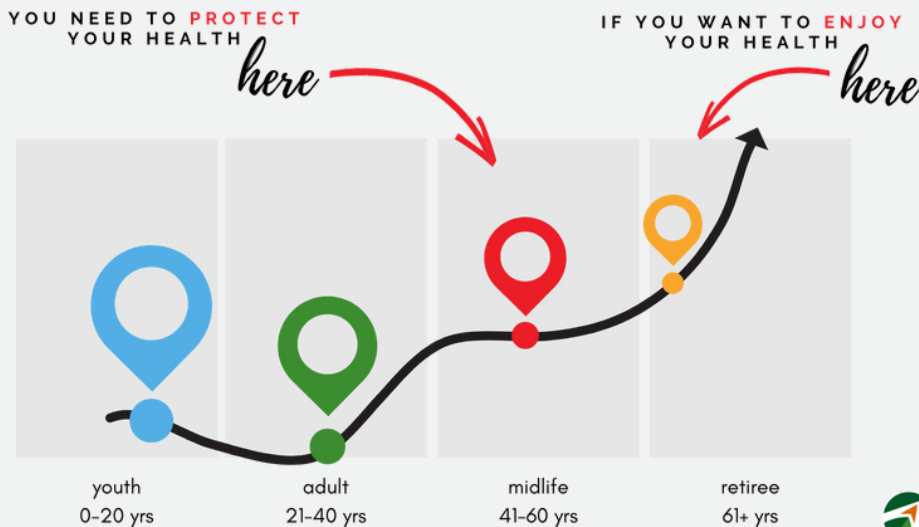 YOU NEED TO PROTECT
YOUR HEALTH
here
IF YOU WANT TO ENJOY
YOUR HEALTH
here
youth
0-20 yrs
adult
21-40 yrs
midlife
41-60 yrs
retiree
61+ yrs